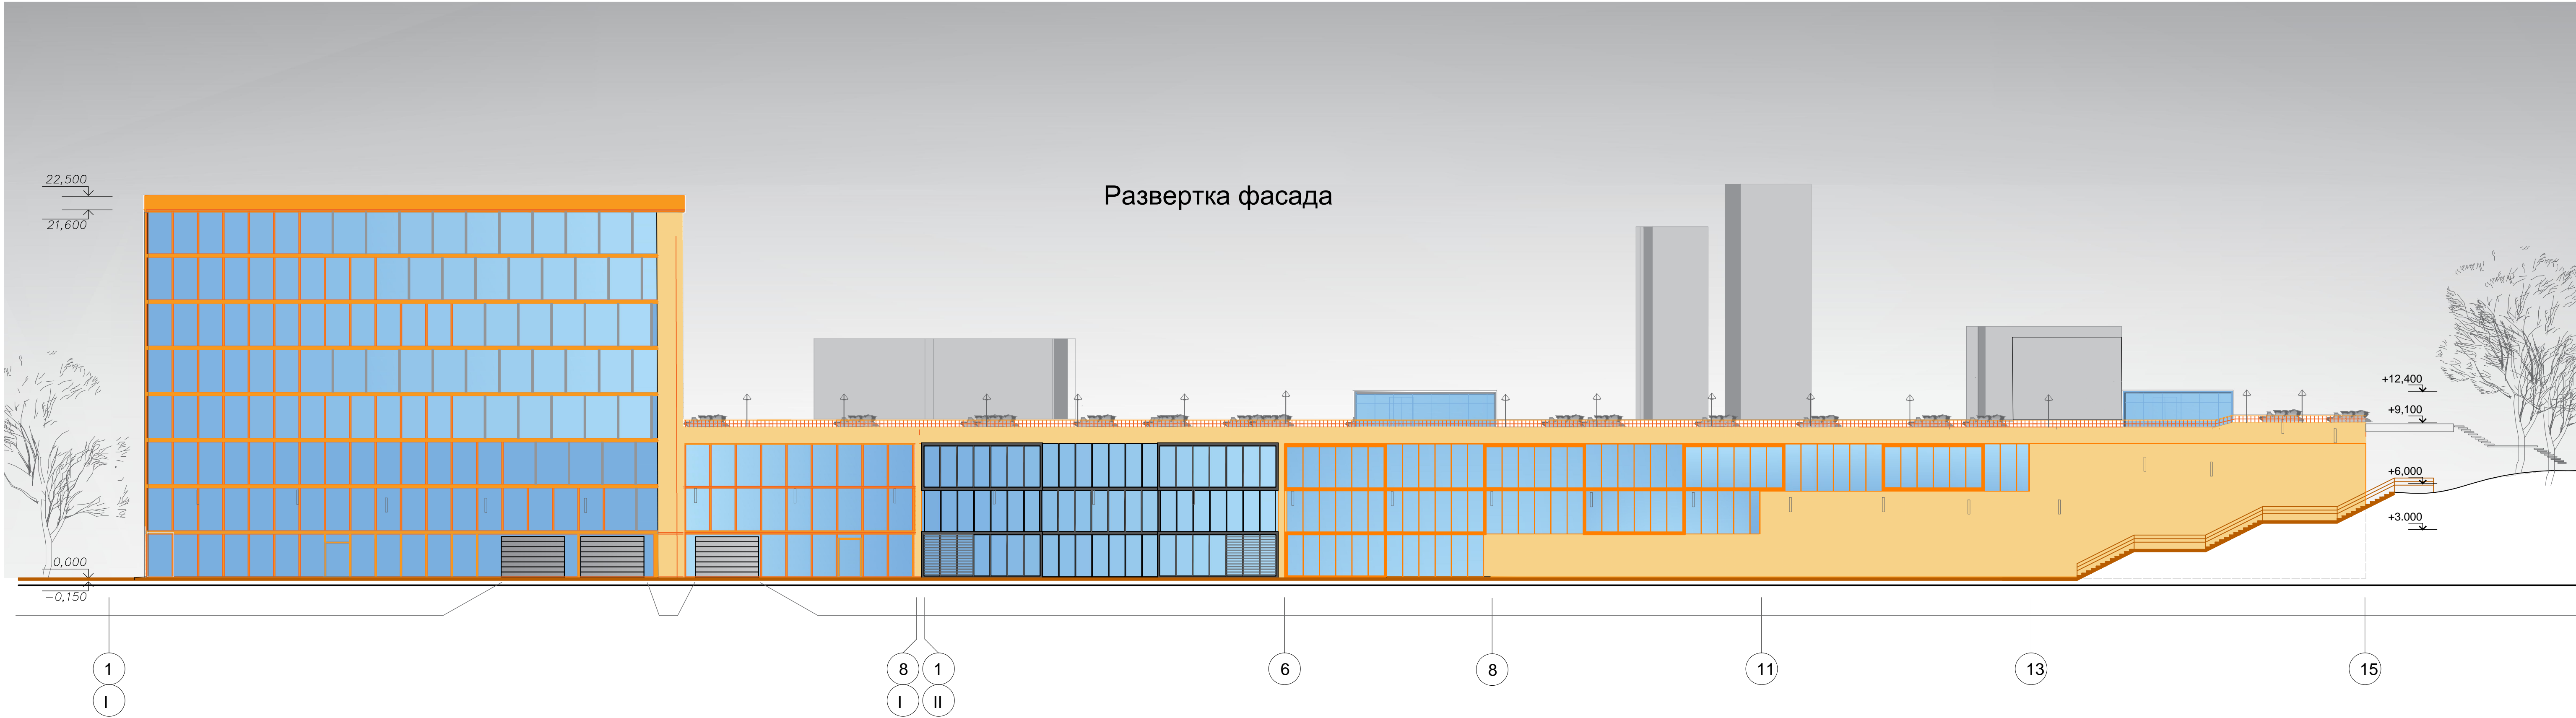 Развертка фасада
22,500
21,600
+12,400
+9,100
+6,000
+3.000
0,000
-0,150
1 8 1 6 8 11 13 15
I I II